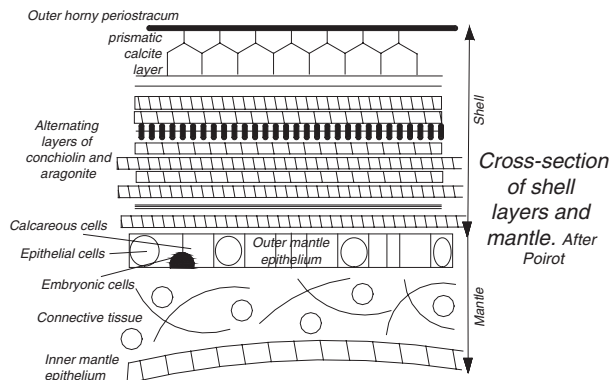 Outer horny periostracum
prismatic
calcite
layer
Alternating
layers of
conchiolin and
aragonite
Shell
Cross-section
of shell
layers and
mantle. After
Poirot
Calcareous cells
Epithelial cells
Embryonic cells
Outer mantle
epithelium
Connective tissue
Mantle
Inner mantle
epithelium